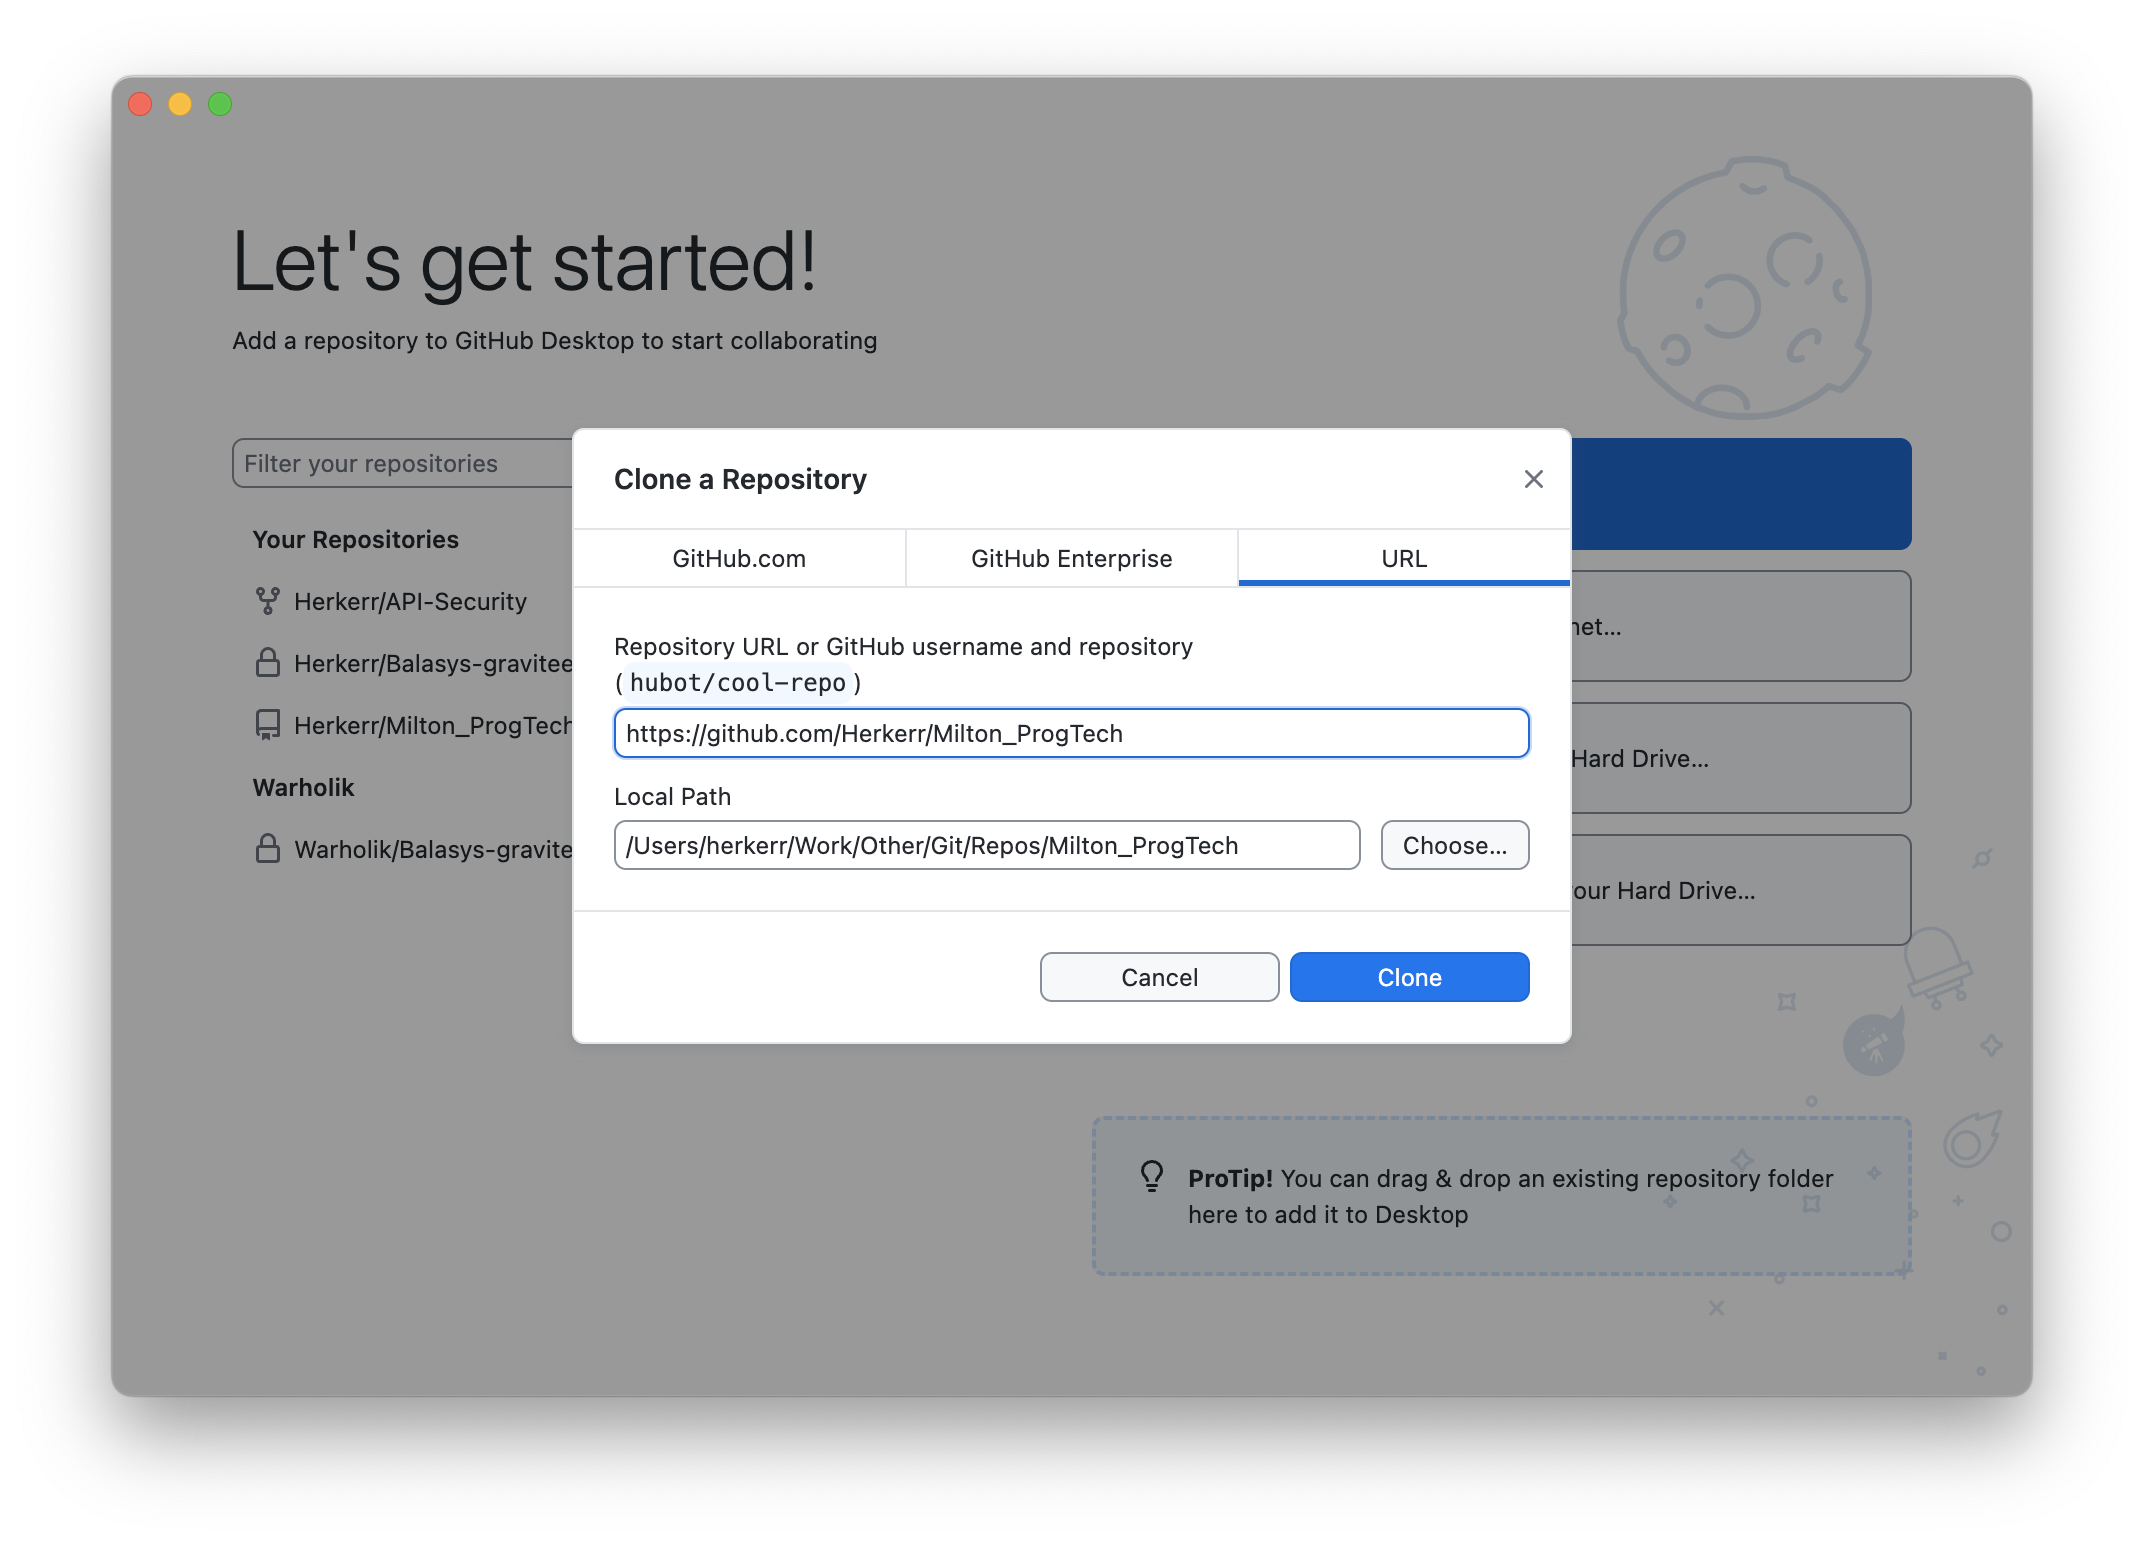 Let's get started!
Add a repository to GitHub Desktop to start collaborating
Filter your repositories
Your Repositories
Herkerr/API-Security
Herkerr/Balasys-gravitee
Herkerr/Milton_ProgTech
Warholik
Warholik/Balasys-gravite
Clone a Repository
GitHub.com
GitHub Enterprise
URL
Repository URL or GitHub username and repository
(hubot/cool-repo)
https://github.com/Herkerr/Milton_ProgTech
Local Path
/Users/herkerr/Work/Other/Git/Repos/Milton_ProgTech
Choose...
Cancel
Clone
Hard Drive...
our Hard Drive...
ProTip! You can drag & drop an existing repository folder
here to add it to Desktop